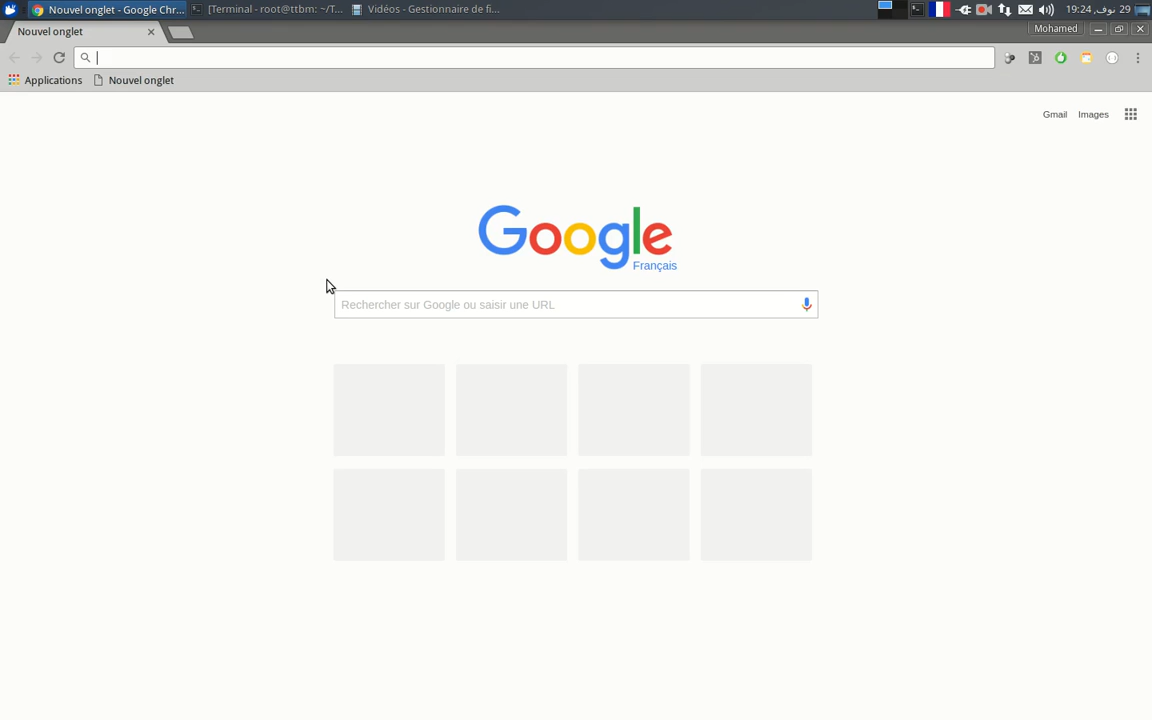 Nouvel onglet - Google Chr... [Terminal - root@ttbm: ~/T... Vidéos - Gestionnaire de fi... 29 نوف, 19:24
Nouvel onglet Mohamed
Applications Nouvel onglet
Gmail Images
Google
Français
Rechercher sur Google ou saisir une URL